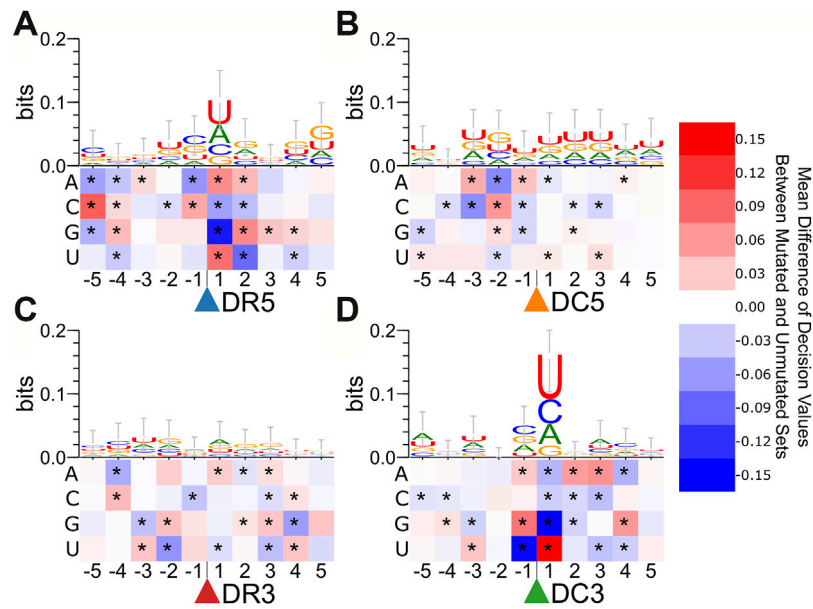 A
B
0.2
0.1
0.0
bits
U
A
C
G
0.2
0.1
0.0
bits
A
C
G
U
-5 -4 -3 -2 -1 1 2 3 4 5
DR5
A
C
G
U
-5 -4 -3 -2 -1 1 2 3 4 5
DC5
C
D
0.2
0.1
0.0
bits
0.2
0.1
0.0
bits
U
C
A
G
A
C
G
U
-5 -4 -3 -2 -1 1 2 3 4 5
DR3
A
C
G
U
-5 -4 -3 -2 -1 1 2 3 4 5
DC3
0.15
0.12
0.09
0.06
0.03
0.00
-0.03
-0.06
-0.09
-0.12
-0.15
Mean Difference of Decision Values
Between Mutated and Unmutated Sets